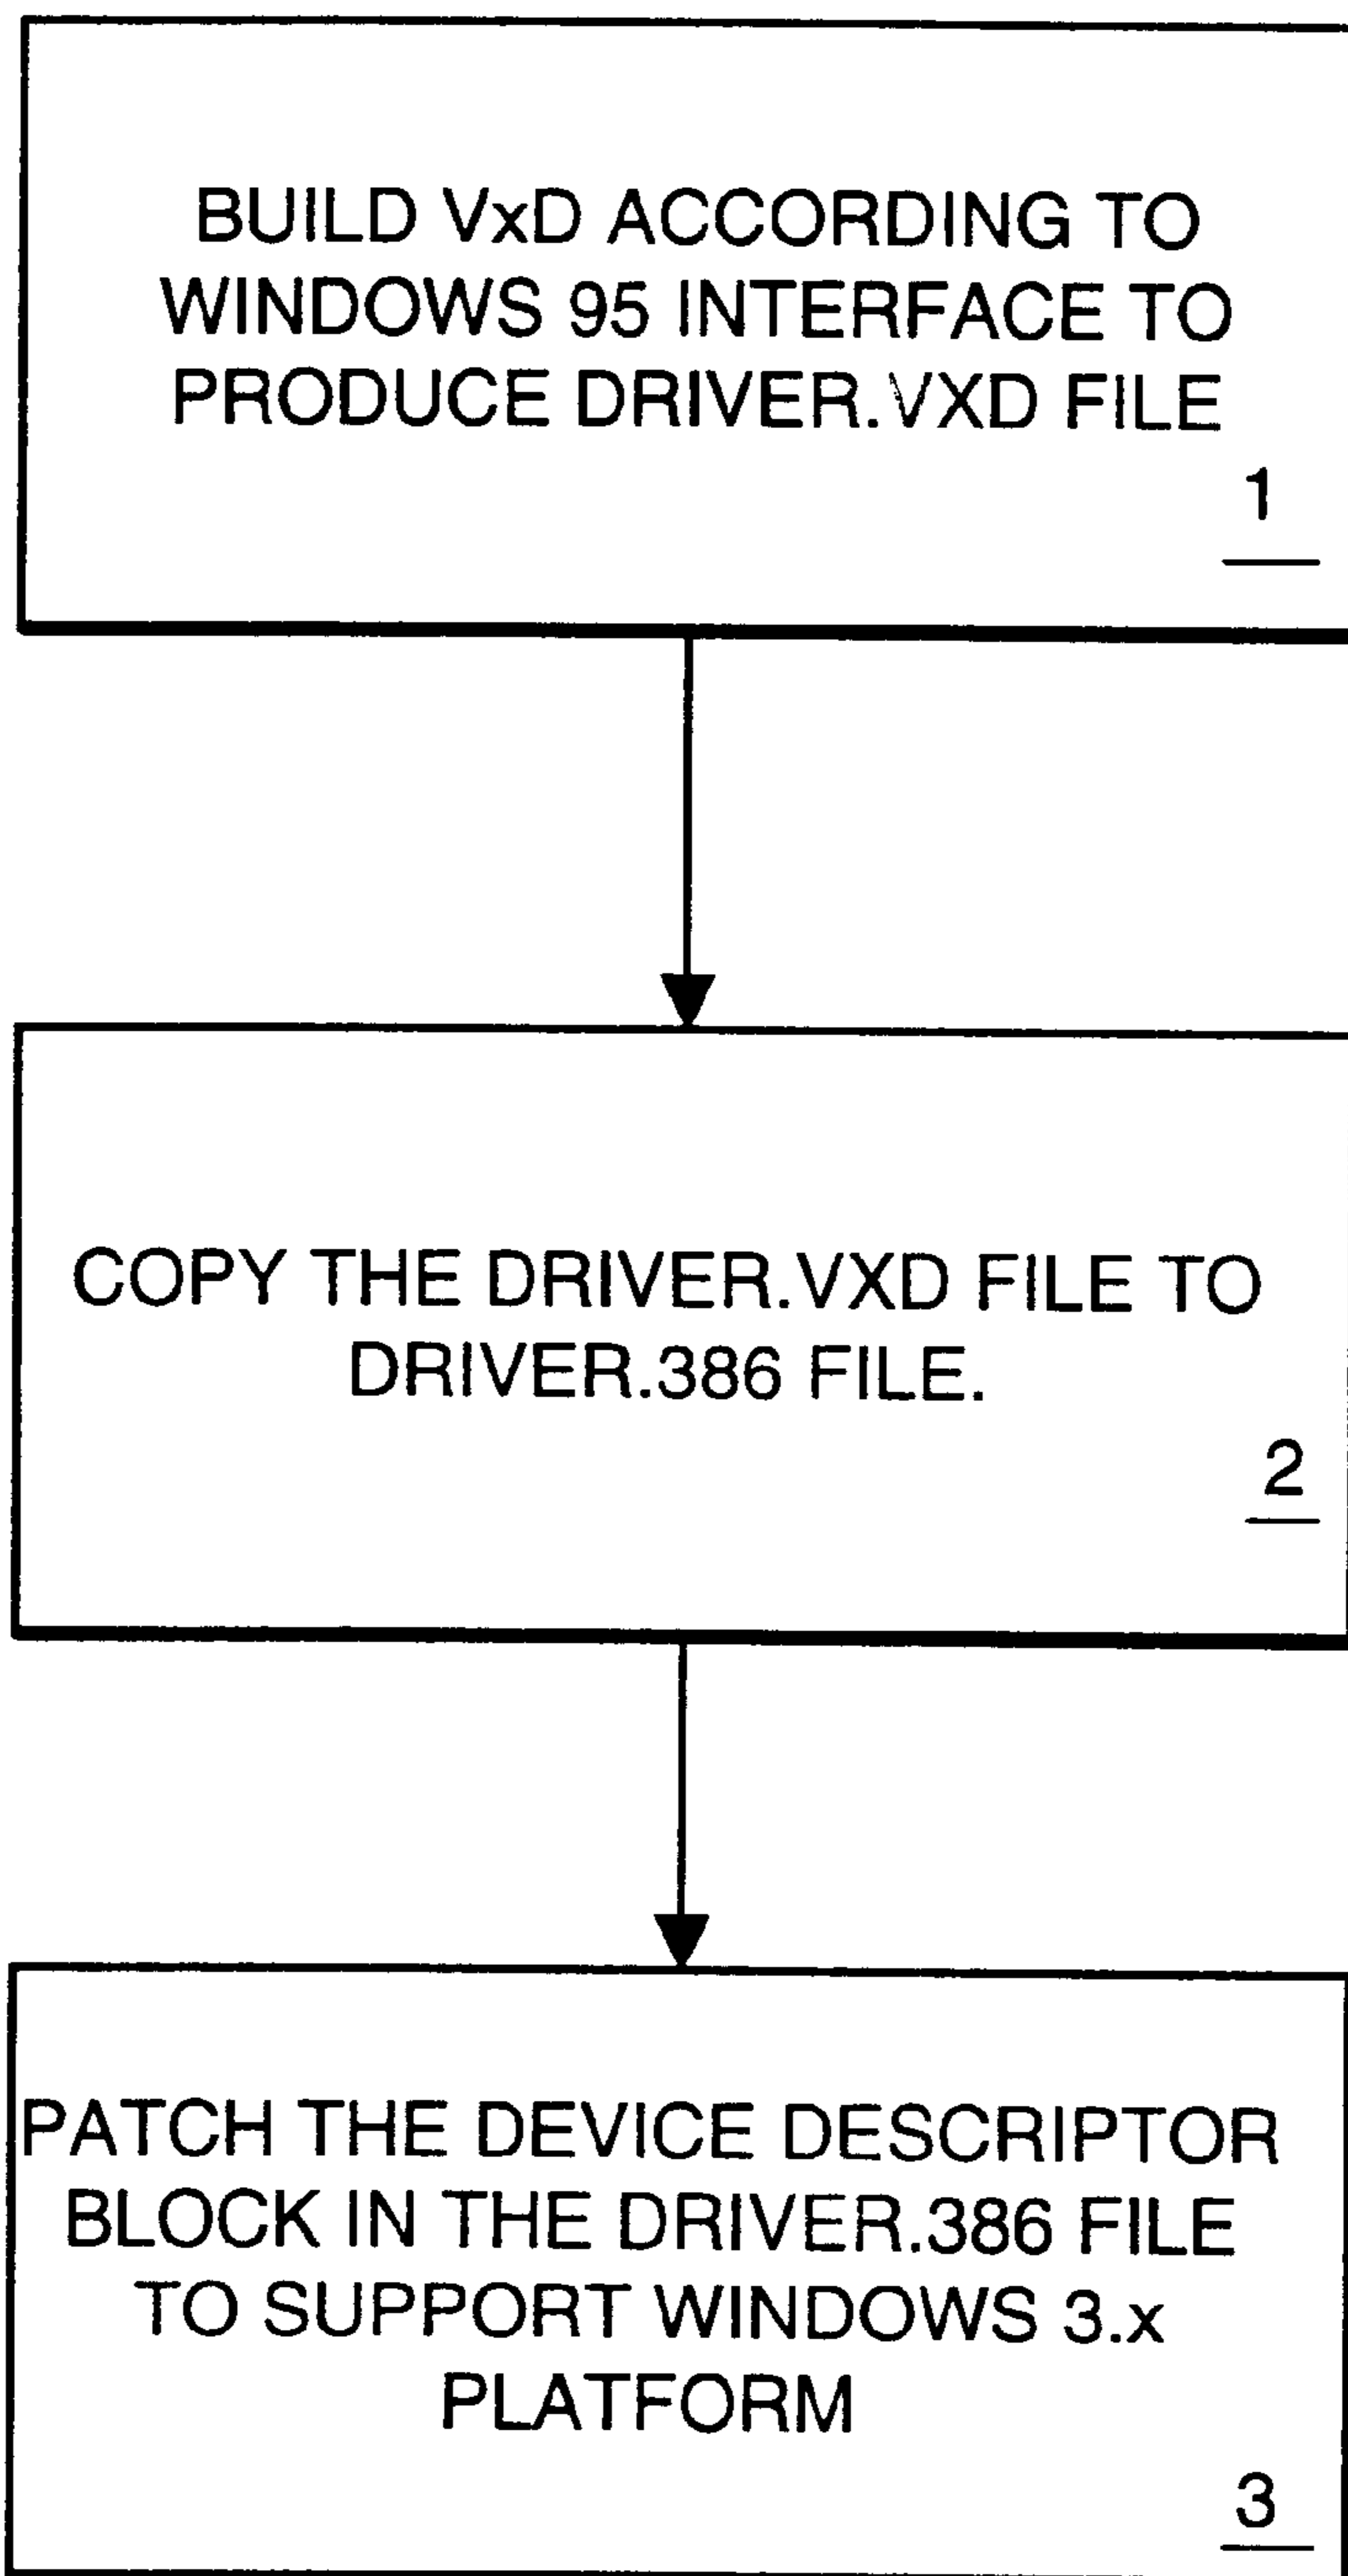 BUILD VxD ACCORDING TO
WINDOWS 95 INTERFACE TO
PRODUCE DRIVER.VXD FILE
1
COPY THE DRIVER.VXD FILE TO
DRIVER.386 FILE.
2
PATCH THE DEVICE DESCRIPTOR
BLOCK IN THE DRIVER.386 FILE
TO SUPPORT WINDOWS 3.x
PLATFORM
3